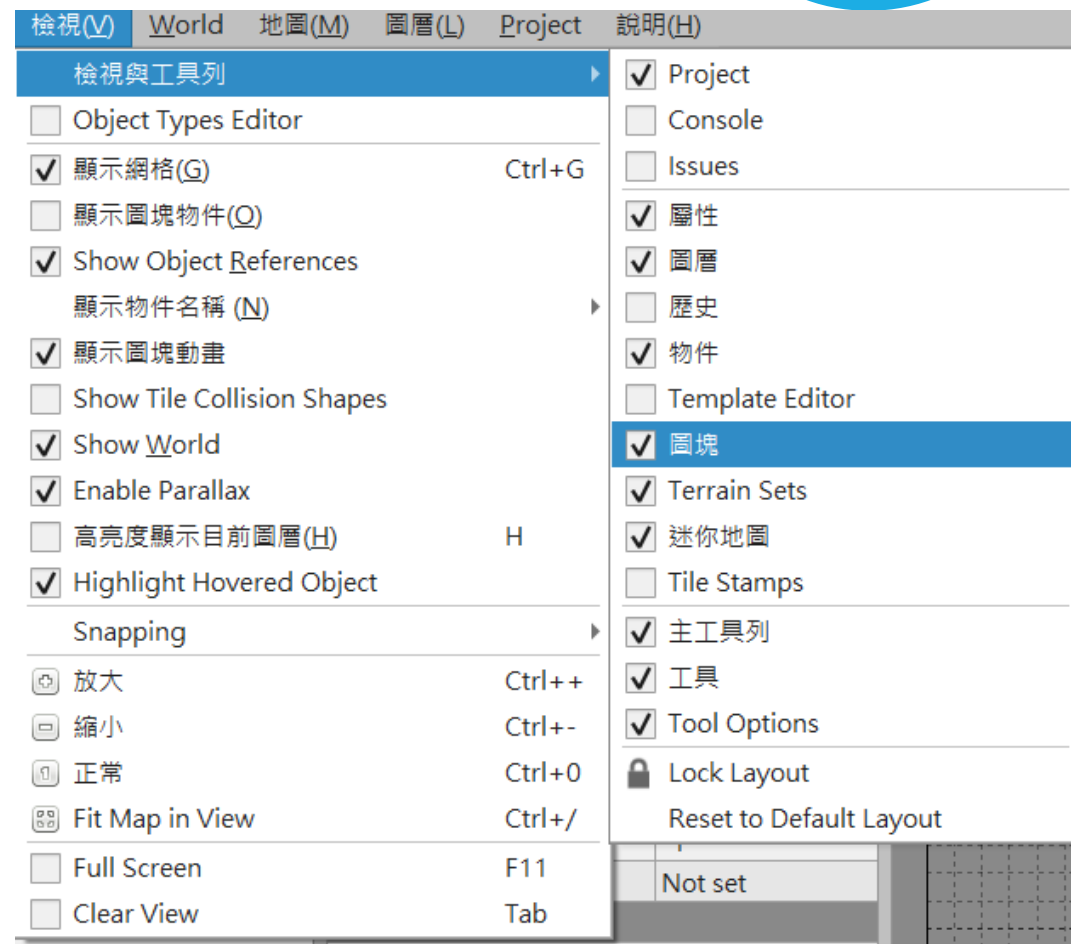 檢視(V) World 地圖(M) 圖層(L) Project 說明(H)
檢視與工具列
Object Types Editor
顯示網格(G) Ctrl+G
顯示圖塊物件(O)
Show Object References
顯示物件名稱 (N)
顯示圖塊動畫
Show Tile Collision Shapes
Show World
Enable Parallax
高亮度顯示目前圖層(H) H
Highlight Hovered Object
Snapping
放大 Ctrl++
縮小 Ctrl+-
正常 Ctrl+0
Fit Map in View Ctrl+/
Full Screen F11
Clear View Tab
Project
Console
Issues
屬性
圖層
歷史
物件
Template Editor
圖塊
Terrain Sets
迷你地圖
Tile Stamps
主工具列
工具
Tool Options
Lock Layout
Reset to Default Layout
Not set